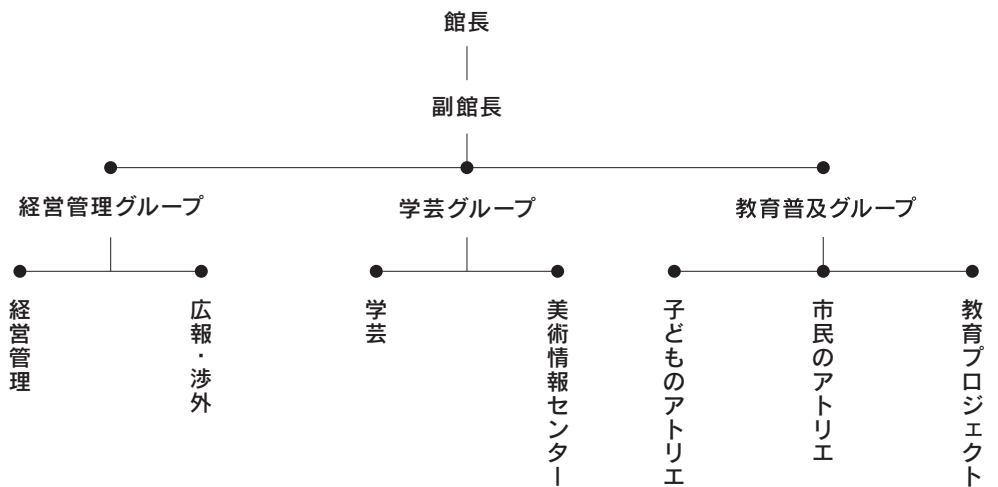 館長
副館長
経営管理グループ
学芸グループ
教育普及グループ
経営管理
広報・渉外
学芸
美術情報センター
子どものアトリエ
市民のアトリエ
教育プロジェクト